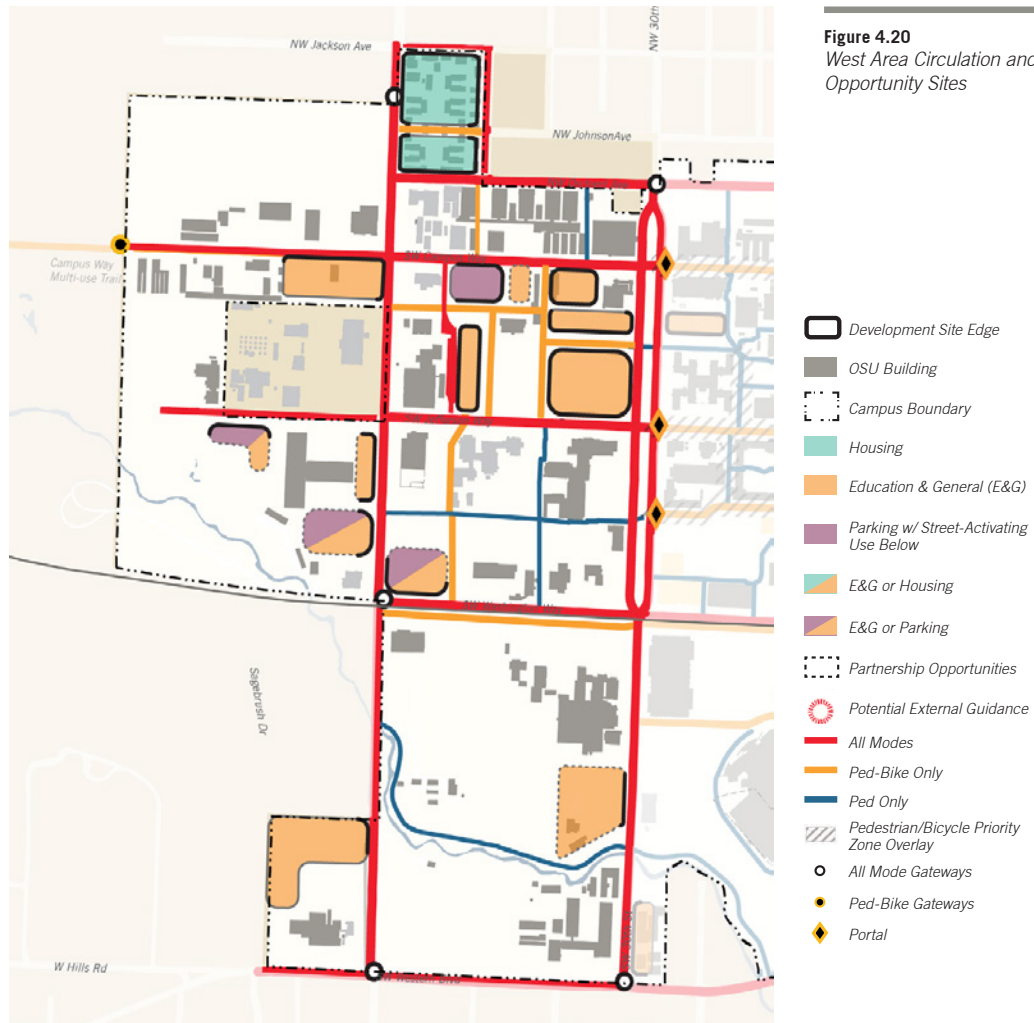 NW Jackson Ave
NW 30th
Figure 4.20
West Area Circulation and
Opportunity Sites
NW JohnsonAve
Campus Way
Multi-use Trail
Development Site Edge
OSU Building
Campus Boundary
Housing
Education & General (E&G)
Parking w/ Street-Activating
Use Below
E&G or Housing
E&G or Parking
Partnership Opportunities
Potential External Guidance
All Modes
Ped-Bike Only
Ped Only
Pedestrian/Bicycle Priority
Zone Overlay
All Mode Gateways
Ped-Bike Gateways
Portal
Sagebrush Dr
W Hills Rd